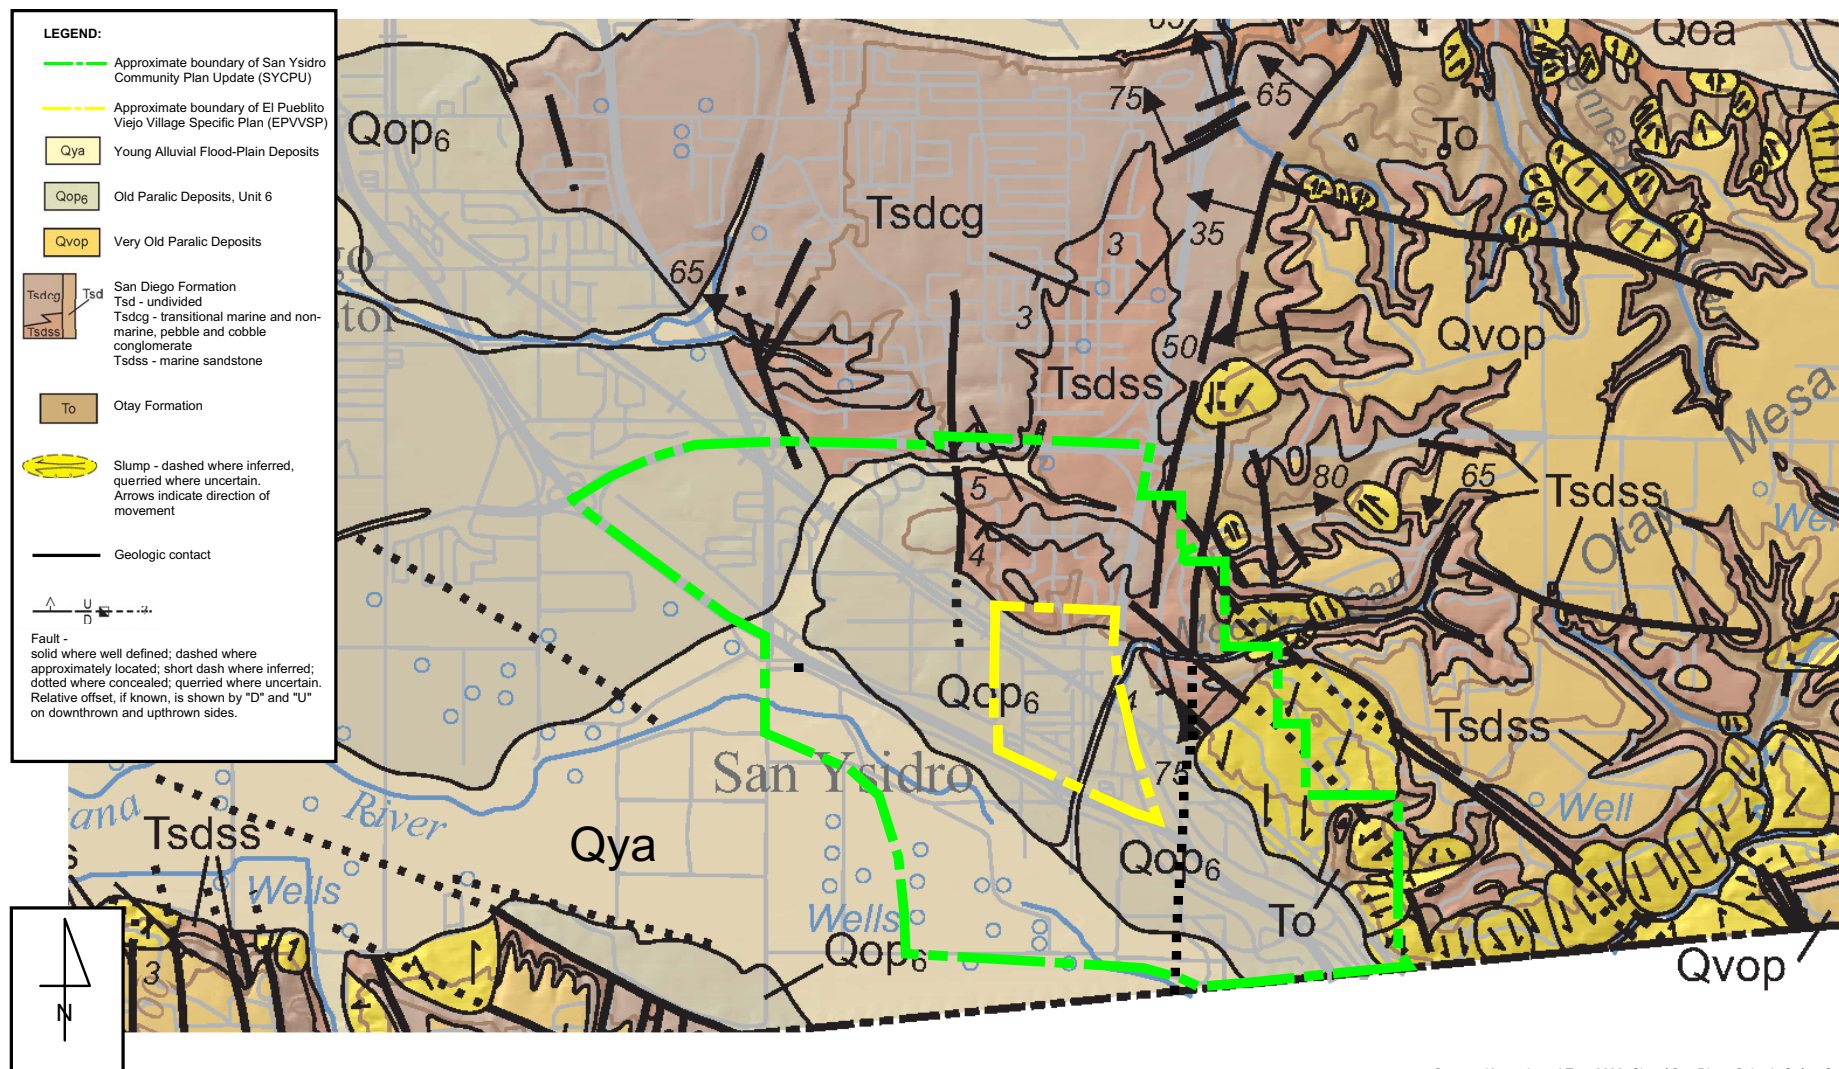 LEGEND:
Approximate boundary of San Ysidro
Community Plan Update (SYCPU)
Approximate boundary of El Pueblito
Viejo Village Specific Plan (EPVVSP)
Qya
Young Alluvial Flood-Plain Deposits
Qop6
Old Paralic Deposits, Unit 6
Qvop
Very Old Paralic Deposits
Tsdcg
Tsd
Tsdss
San Diego Formation
Tsd - undivided
Tsdcg - transitional marine and non-
marine, pebble and cobble
conglomerate
Tsdss - marine sandstone
To
Otay Formation
Slump - dashed where inferred,
querried where uncertain.
Arrows indicate direction of
movement
Geologic contact
U
D
Fault -
solid where well defined; dashed where
approximately located; short dash where inferred;
dotted where concealed; querried where uncertain.
Relative offset, if known, is shown by "D" and "U"
on downthrown and upthrown sides.
N
Qoa
Qop6
75
65
To
Tsdcg
3
35
65
3
50
Qvop
Tsdss
Mesa
5
80
65
Tsdss
Otay
4
San
Qop6
4
Tsdss
San Ysidro
75
River
Well
Tsdss
Qya
Qop6
Wells
Wells
To
Qop6
3
Qvop